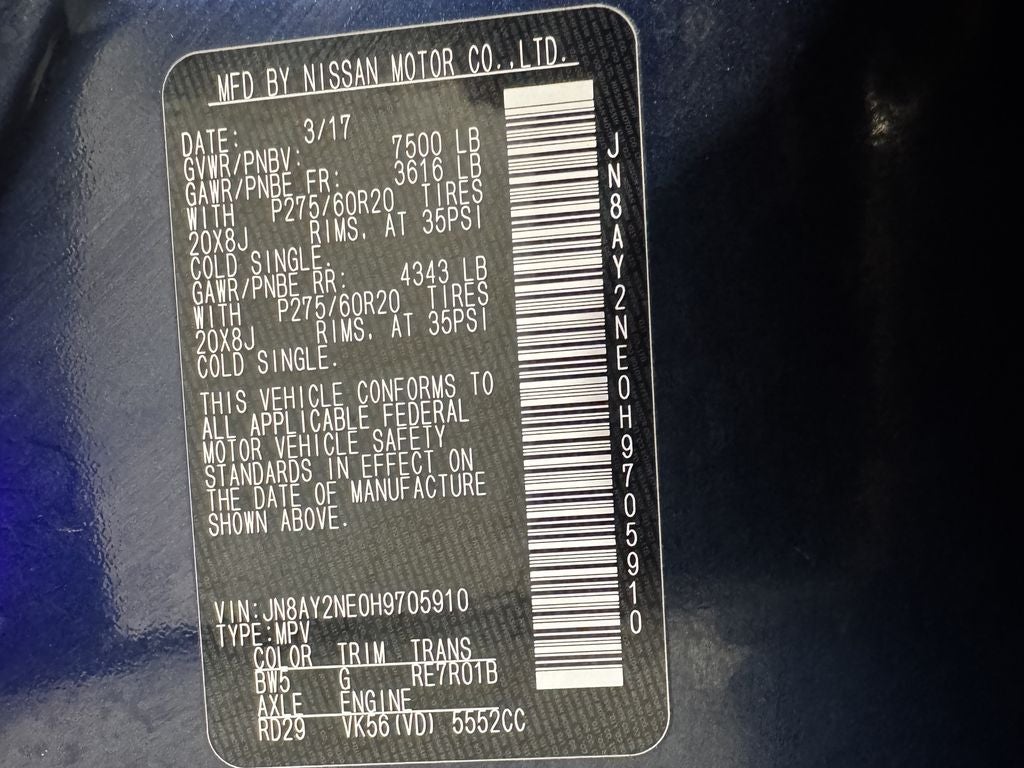 MFD BY NISSAN MOTOR CO.,LTD.
DATE: 3/17
GVWR/PNBV: 7500 LB
GAWR/PNBE FR: 3616 LB
WITH P275/60R20 TIRES
20X8J RIMS. AT 35PSI
COLD SINGLE.
GAWR/PNBE RR: 4343 LB
WITH P275/60R20 TIRES
20X8J RIMS. AT 35PSI
COLD SINGLE.
THIS VEHICLE CONFORMS TO
ALL APPLICABLE FEDERAL
MOTOR VEHICLE SAFETY
STANDARDS IN EFFECT ON
THE DATE OF MANUFACTURE
SHOWN ABOVE.
VIN:JN8AY2NE0H9705910
TYPE:MPV
COLOR TRIM TRANS
BW5 G RE7R01B
AXLE ENGINE
RD29 VK56(VD) 5552CC
JN8AY2NE0H9705910